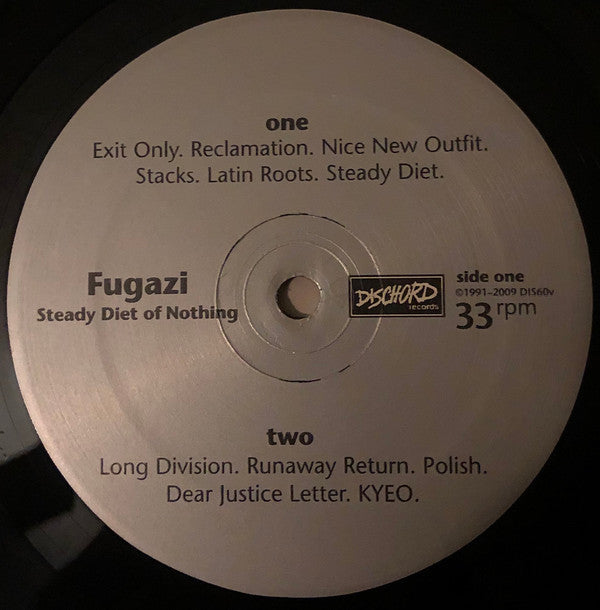 one
Exit Only. Reclamation. Nice New Outfit.
Stacks. Latin Roots. Steady Diet.
Fugazi
Steady Diet of Nothing
DISCHORD
records
side one
©1991-2009 DIS60v
33 rpm
two
Long Division. Runaway Return. Polish.
Dear Justice Letter. KYEO.